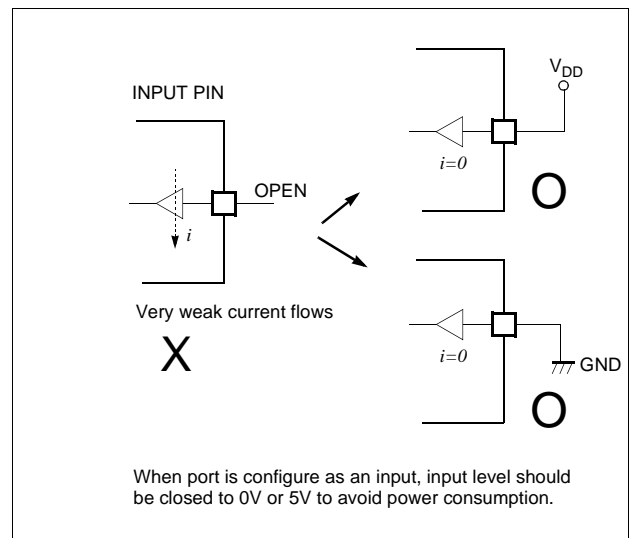 INPUT PIN
OPEN
i
Very weak current flows
X
VDD
i=0
O
i=0
GND
O
When port is configure as an input, input level should
be closed to 0V or 5V to avoid power consumption.